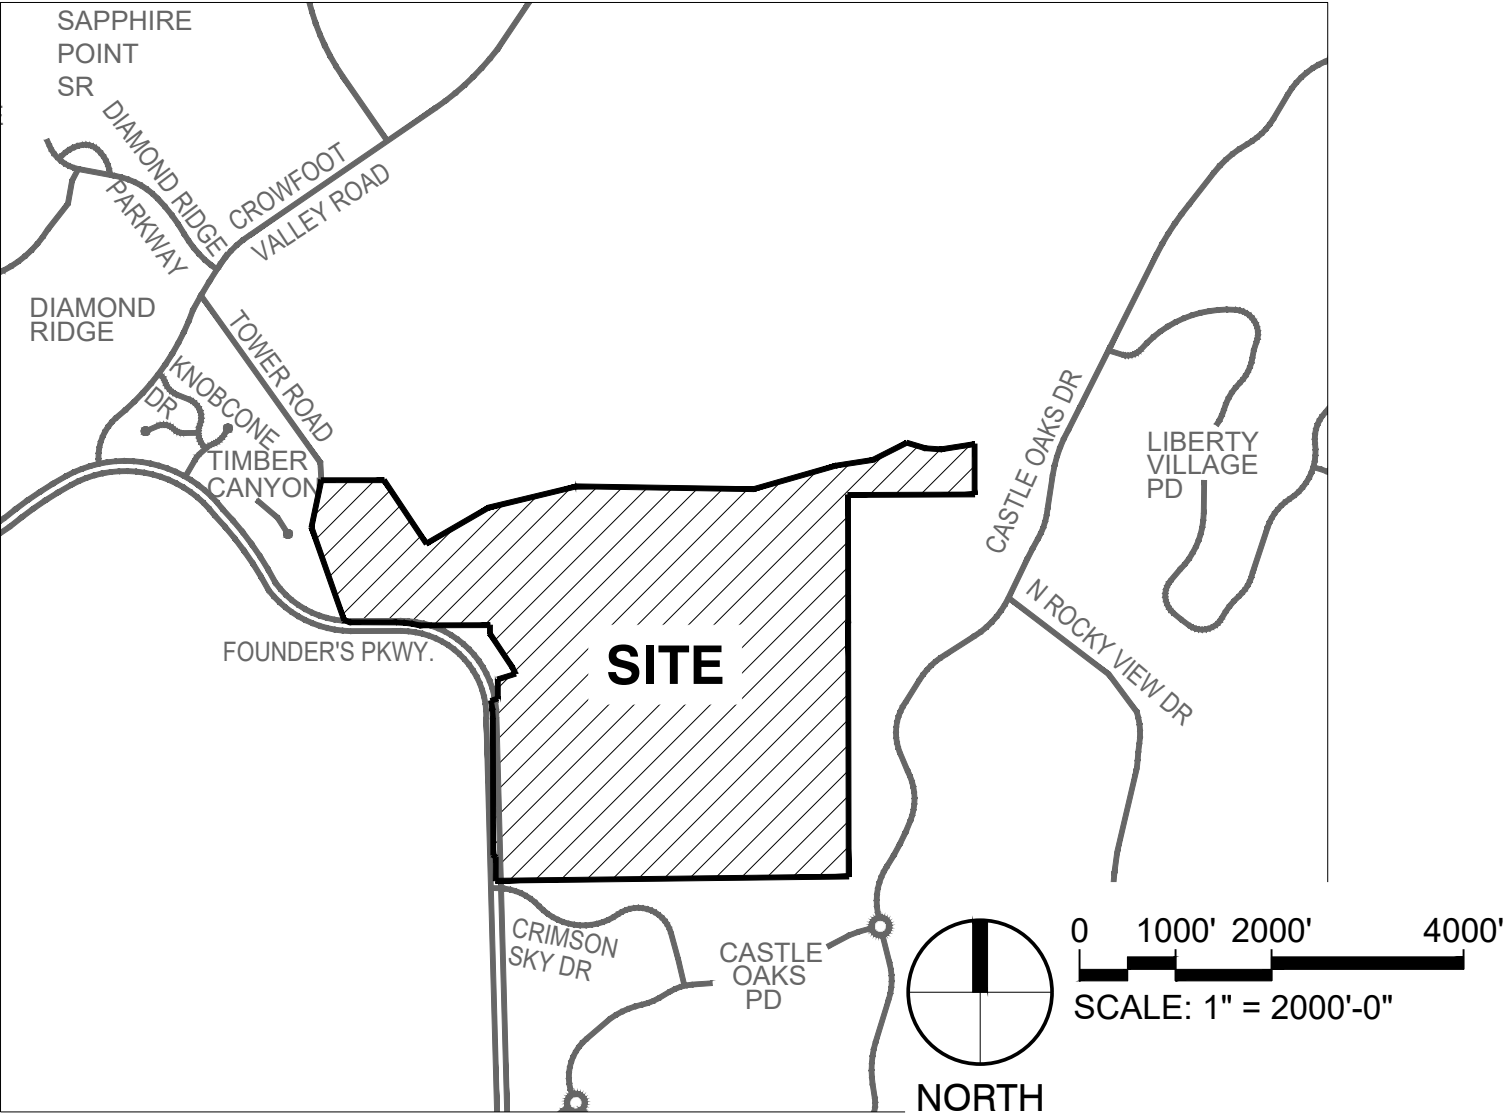 SAPPHIRE
POINT
SR
DIAMOND RIDGE
PARKWAY
CROWFOOT
VALLEY ROAD
DIAMOND
RIDGE
TOWER ROAD
KNOBCONE
DR
TIMBER
CANYON
CASTLE OAKS DR
LIBERTY
VILLAGE
PD
N ROCKY VIEW DR
FOUNDER'S PKWY.
SITE
CRIMSON
SKY DR
CASTLE
OAKS
PD
0 1000' 2000' 4000'
SCALE: 1" = 2000'-0"
NORTH